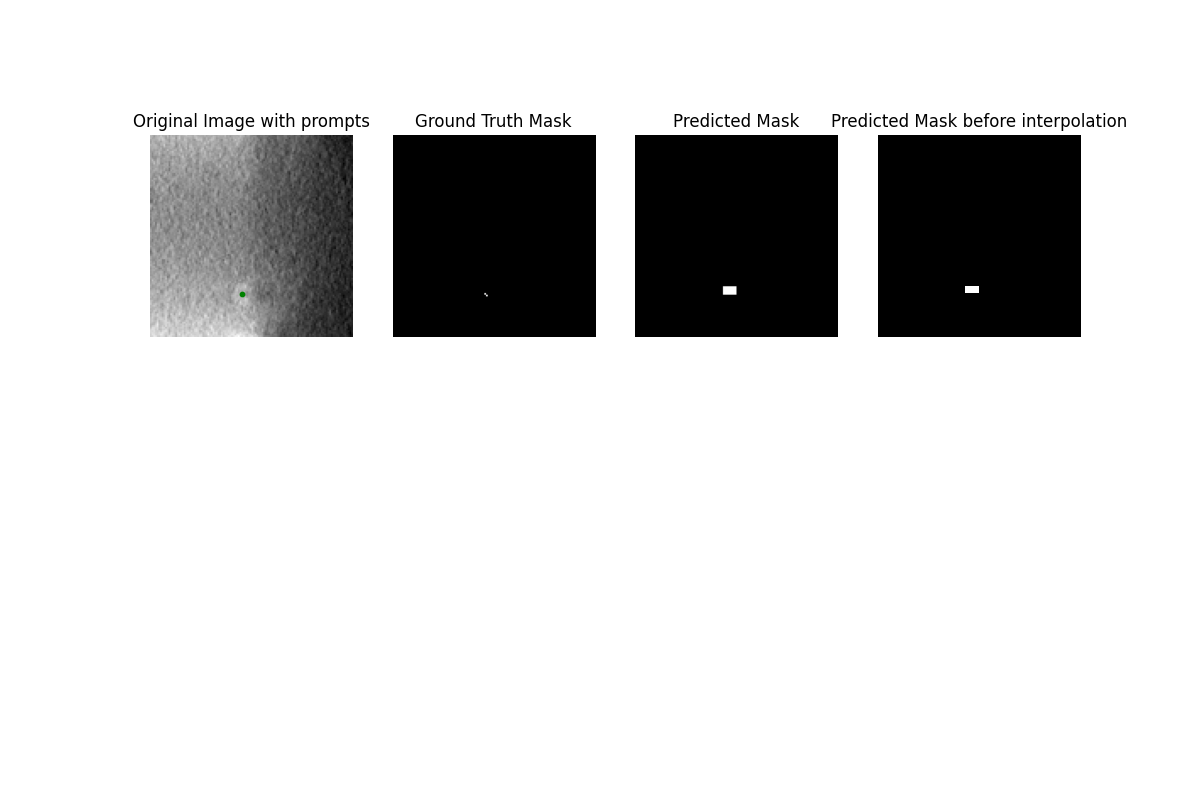 Original Image with prompts
Ground Truth Mask
Predicted Mask
Predicted Mask before interpolation